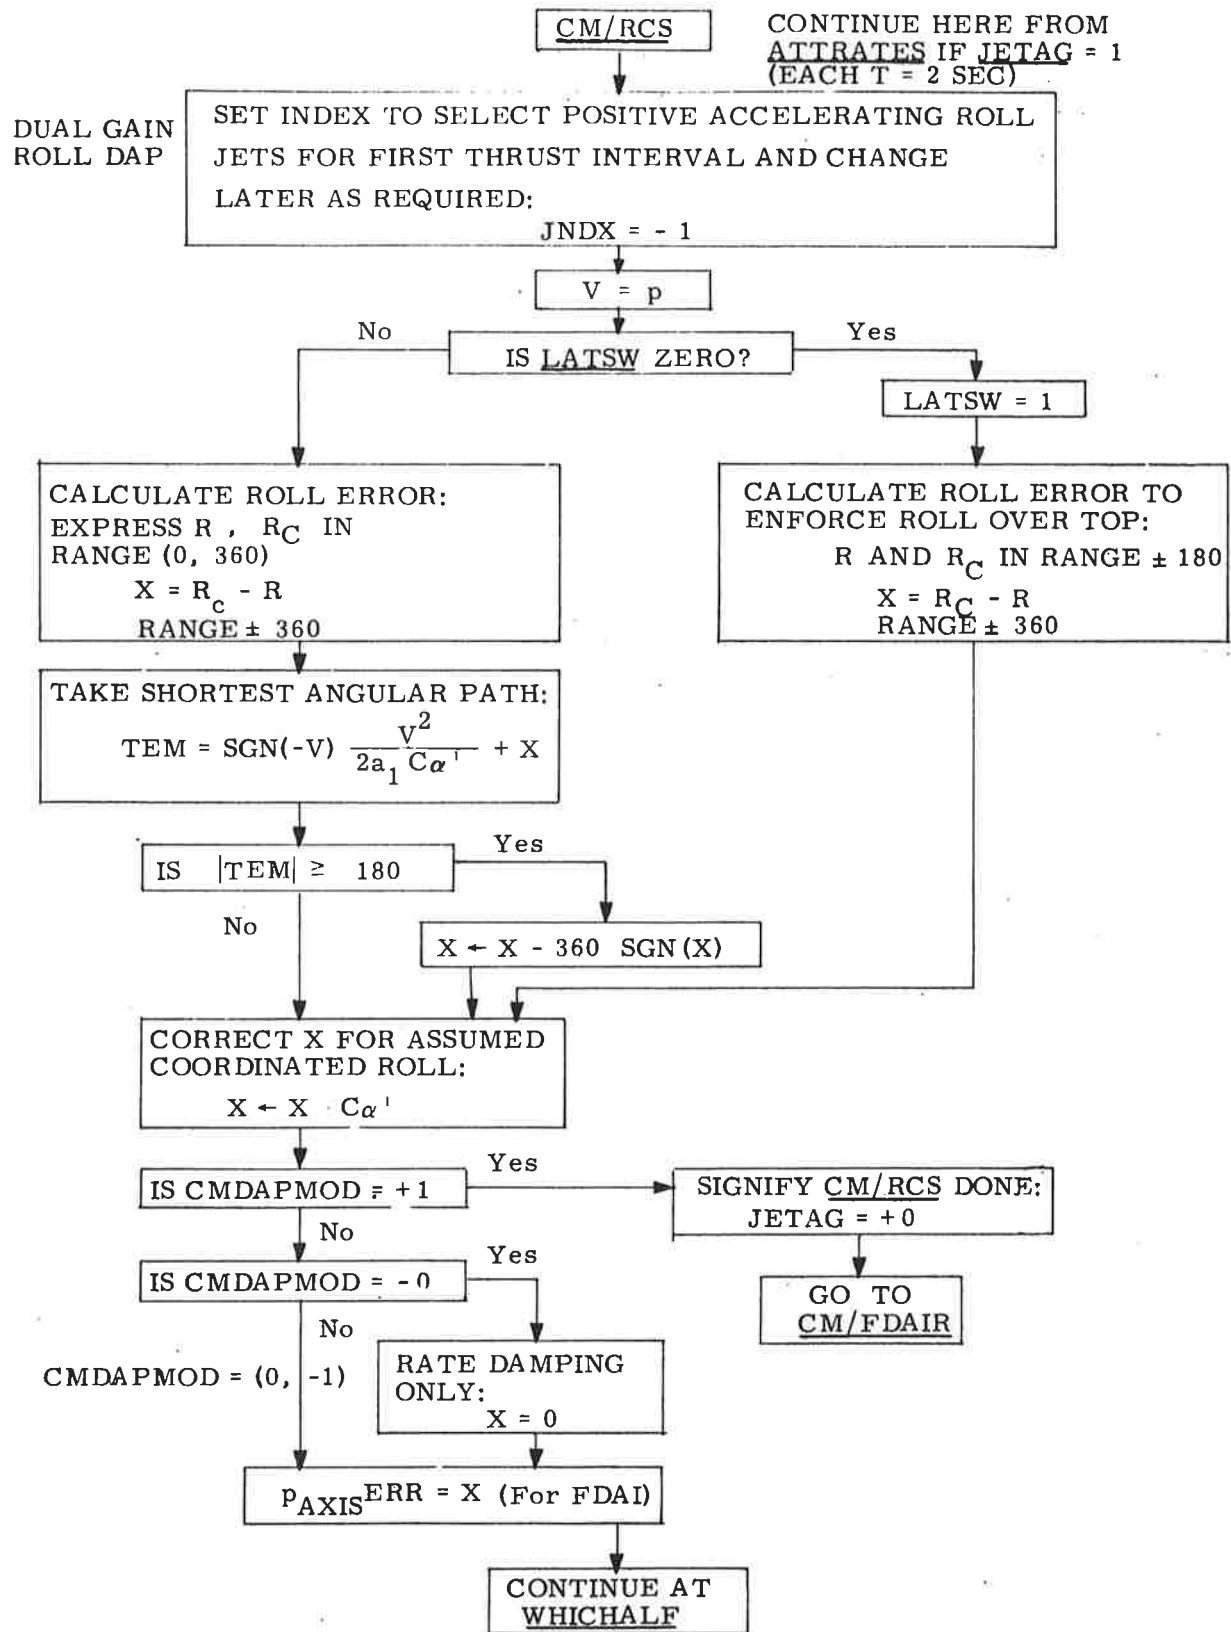 CM/RCS
CONTINUE HERE FROM
ATTRATES IF JETAG = 1
(EACH T = 2 SEC)
DUAL GAIN
ROLL DAP
SET INDEX TO SELECT POSITIVE ACCELERATING ROLL
JETS FOR FIRST THRUST INTERVAL AND CHANGE
LATER AS REQUIRED:
JNDX = - 1
V = p
No
IS LATSW ZERO?
Yes
LATSW = 1
CALCULATE ROLL ERROR:
EXPRESS R , R_C IN
RANGE (0, 360)
X = R_c - R
RANGE ± 360
CALCULATE ROLL ERROR TO
ENFORCE ROLL OVER TOP:
R AND R_C IN RANGE ± 180
X = R_C - R
RANGE ± 360
TAKE SHORTEST ANGULAR PATH:
TEM = SGN(-V) V^2 / (2a_1 Cα') + X
IS |TEM| ≥ 180
Yes
No
X ← X - 360 SGN (X)
CORRECT X FOR ASSUMED
COORDINATED ROLL:
X ← X · Cα'
IS CMDAPMOD = +1
Yes
SIGNIFY CM/RCS DONE:
JETAG = +0
No
IS CMDAPMOD = -0
Yes
GO TO
CM/FDAIR
No
CMDAPMOD = (0, -1)
RATE DAMPING
ONLY:
X = 0
p_AXIS ERR = X (For FDAI)
CONTINUE AT
WHICHALF